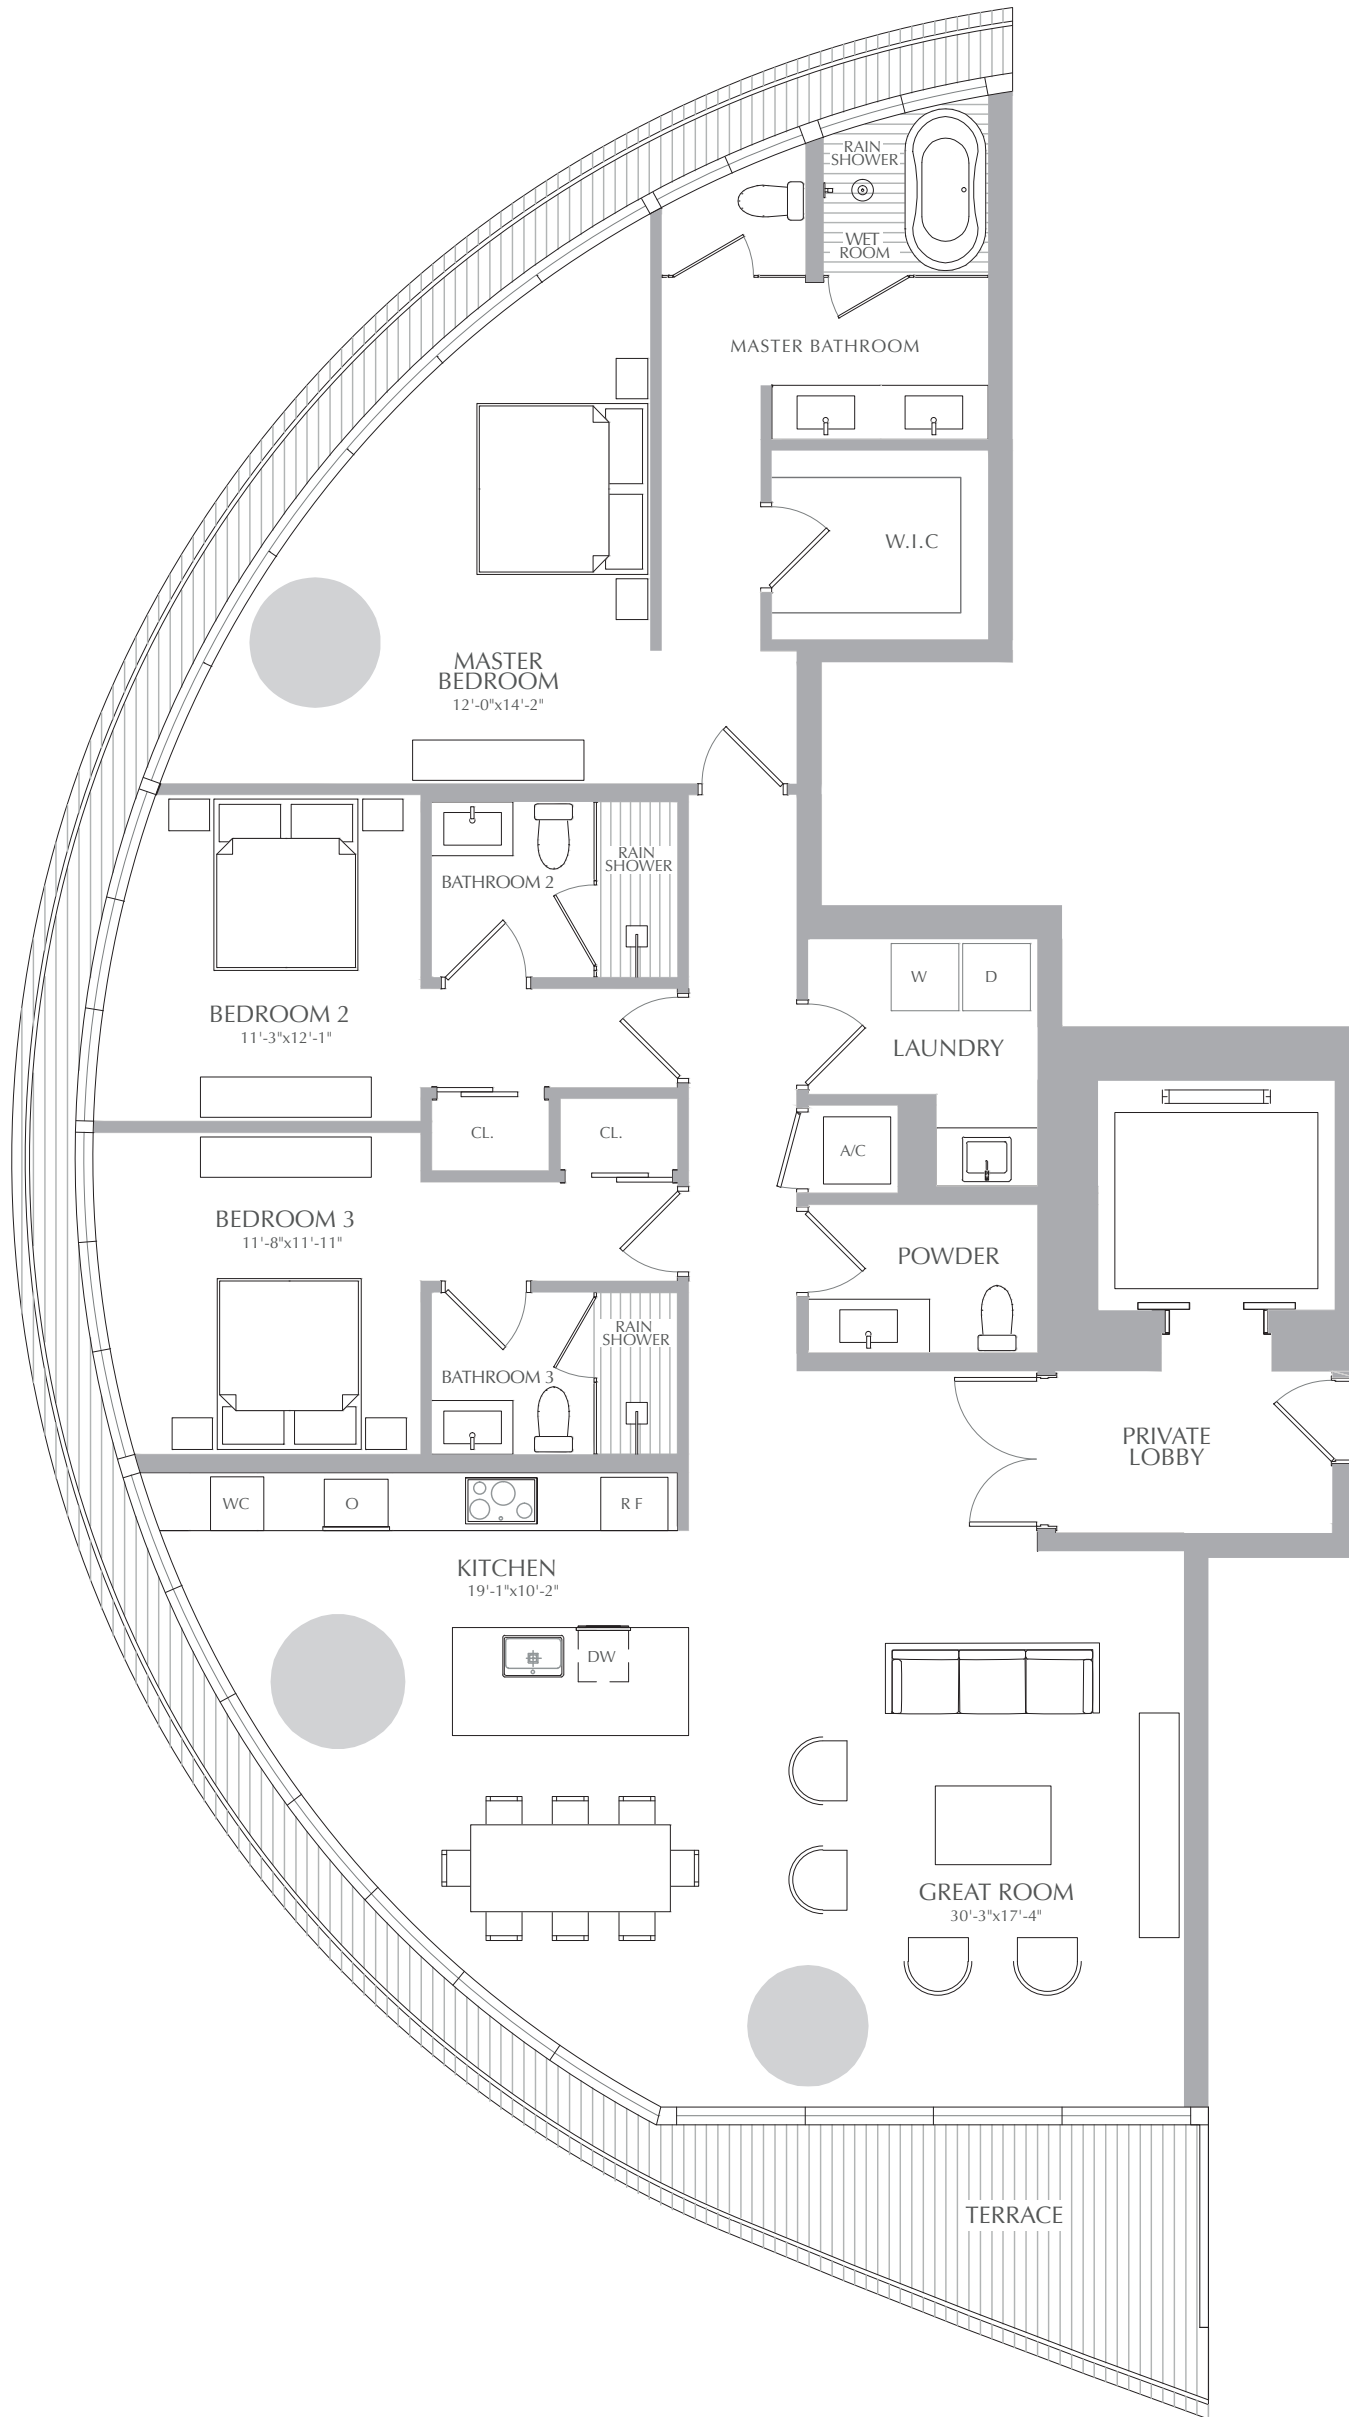 RAIN
SHOWER
WET
ROOM
MASTER BATHROOM
W.I.C
MASTER
BEDROOM
12'-0"x14'-2"
RAIN
SHOWER
BATHROOM 2
W
D
BEDROOM 2
11'-3"x12'-1"
LAUNDRY
CL.
CL.
A/C
BEDROOM 3
11'-8"x11'-11"
POWDER
RAIN
SHOWER
BATHROOM 3
PRIVATE
LOBBY
WC
O
R F
KITCHEN
19'-1"x10'-2"
DW
GREAT ROOM
30'-3"x17'-4"
TERRACE